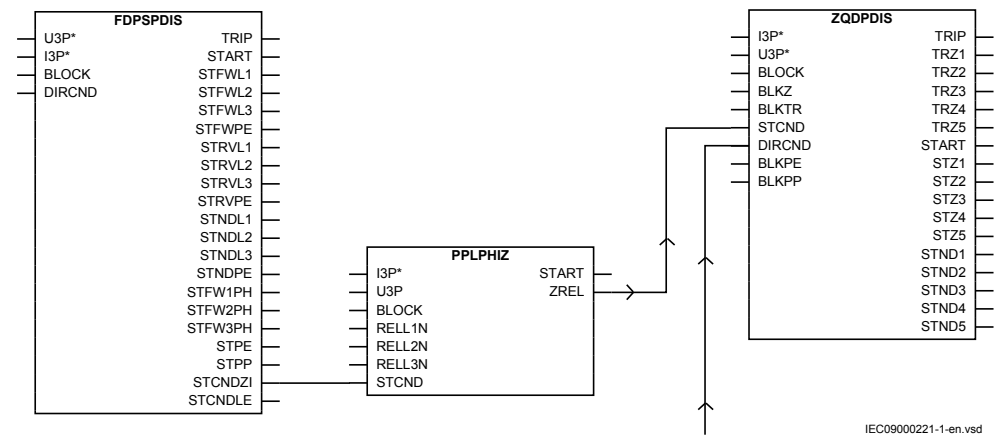 FDPSPDIS
U3P*
I3P*
BLOCK
DIRCND
TRIP
START
STFWL1
STFWL2
STFWL3
STFWPE
STRVL1
STRVL2
STRVL3
STRVPE
STNDL1
STNDL2
STNDL3
STNDPE
STFW1PH
STFW2PH
STFW3PH
STPE
STPP
STCNDZI
STCNDLE
PPLPHIZ
I3P*
U3P
BLOCK
RELL1N
RELL2N
RELL3N
STCND
START
ZREL
ZQDPDIS
I3P*
U3P*
BLOCK
BLKZ
BLKTR
STCND
DIRCND
BLKPE
BLKPP
TRIP
TRZ1
TRZ2
TRZ3
TRZ4
TRZ5
START
STZ1
STZ2
STZ3
STZ4
STZ5
STND1
STND2
STND3
STND4
STND5
IEC09000221-1-en.vsd